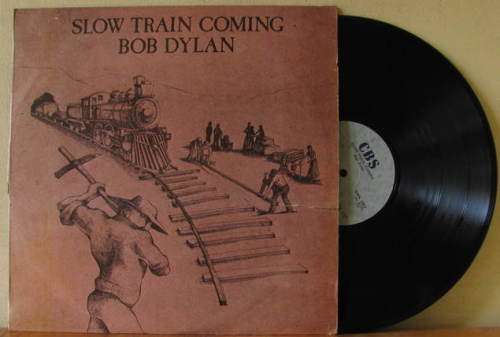 SLOW TRAIN COMING
BOB DYLAN
CBS